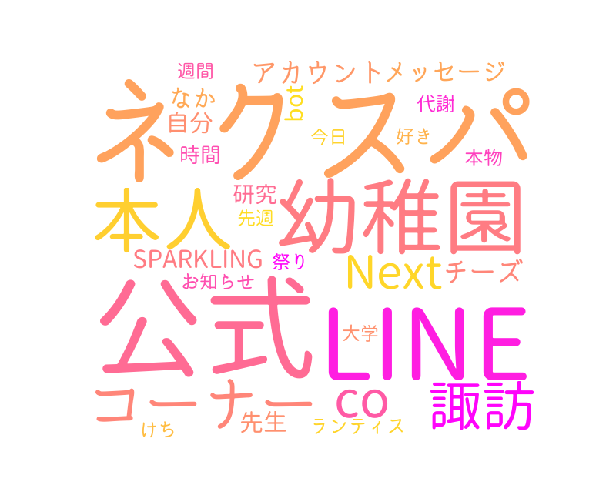 週間
アカウントメッセージ
なか
bot
代謝
ネクスパ
自分
今日
好き
時間
本物
本人
研究
幼稚園
先週
SPARKLING
祭り
Next
チーズ
お知らせ
公式
LINE
大学
コーナー
co
諏訪
先生
けち
ランティス